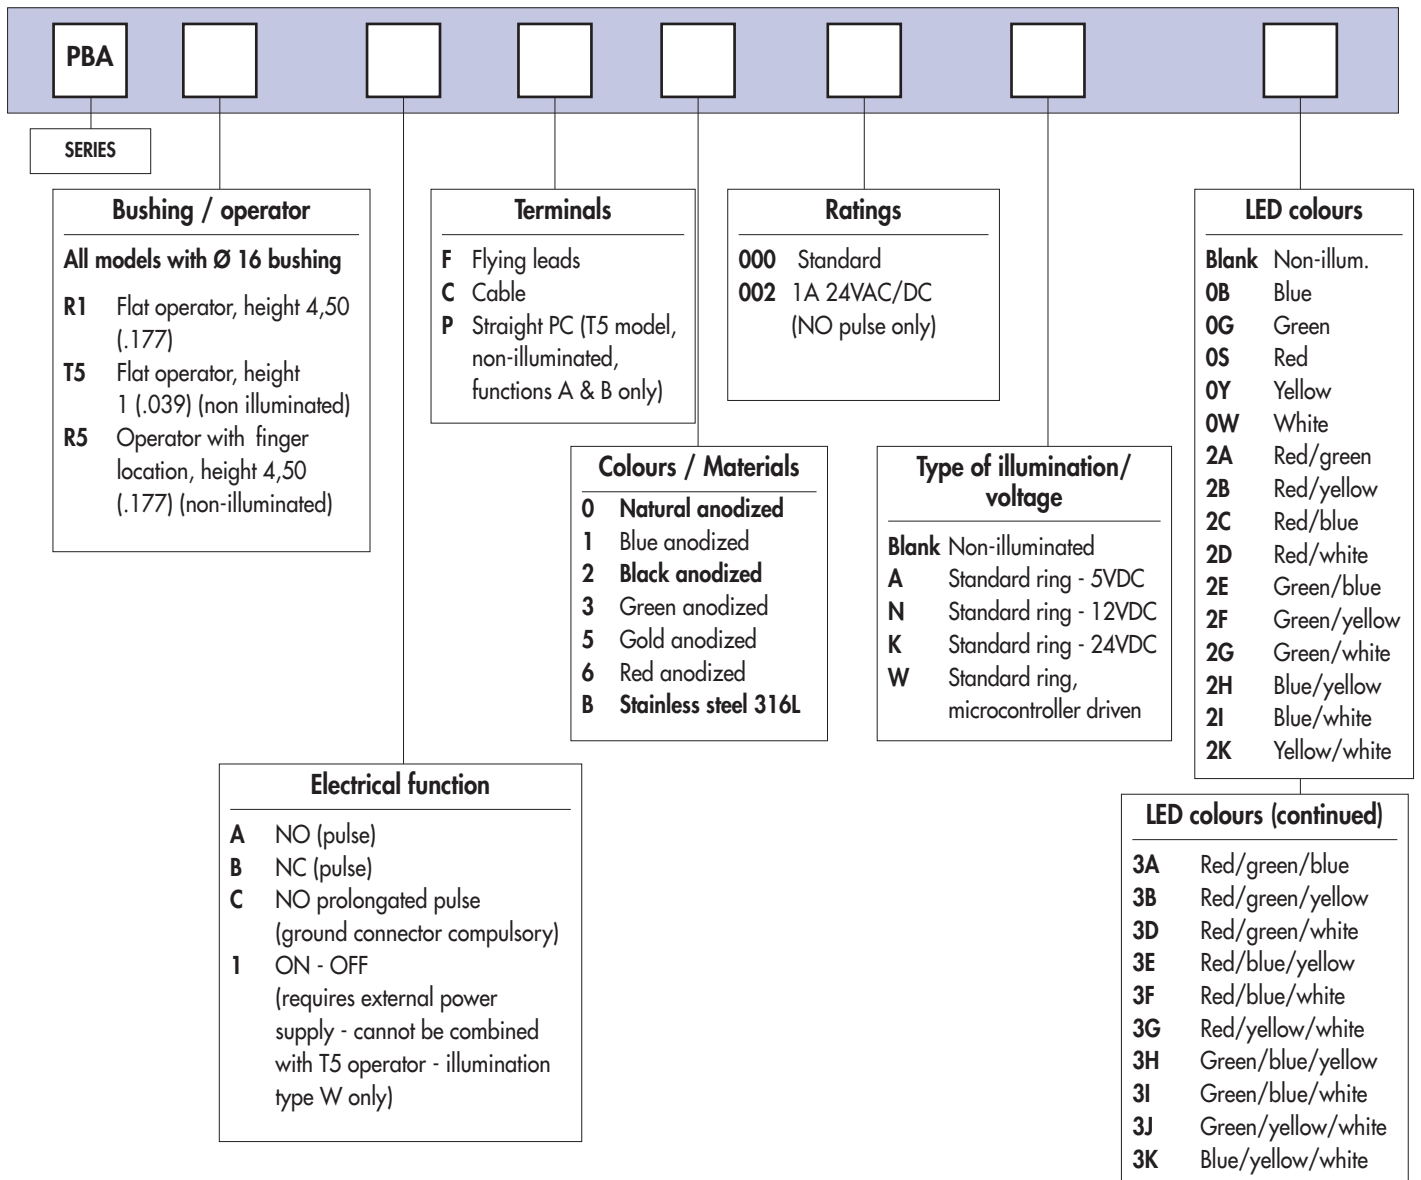 PBA
SERIES
Bushing / operator
All models with Ø 16 bushing
R1 Flat operator, height 4,50
(.177)
T5 Flat operator, height
1 (.039) (non illuminated)
R5 Operator with finger
location, height 4,50
(.177) (non-illuminated)
Electrical function
A NO (pulse)
B NC (pulse)
C NO prolongated pulse
(ground connector compulsory)
1 ON - OFF
(requires external power
supply - cannot be combined
with T5 operator - illumination
type W only)
Terminals
F Flying leads
C Cable
P Straight PC (T5 model,
non-illuminated,
functions A & B only)
Colours / Materials
0 Natural anodized
1 Blue anodized
2 Black anodized
3 Green anodized
5 Gold anodized
6 Red anodized
B Stainless steel 316L
Ratings
000 Standard
002 1A 24VAC/DC
(NO pulse only)
Type of illumination/
voltage
Blank Non-illuminated
A Standard ring - 5VDC
N Standard ring - 12VDC
K Standard ring - 24VDC
W Standard ring,
microcontroller driven
LED colours
Blank Non-illum.
0B Blue
0G Green
0S Red
0Y Yellow
0W White
2A Red/green
2B Red/yellow
2C Red/blue
2D Red/white
2E Green/blue
2F Green/yellow
2G Green/white
2H Blue/yellow
2I Blue/white
2K Yellow/white
LED colours (continued)
3A Red/green/blue
3B Red/green/yellow
3D Red/green/white
3E Red/blue/yellow
3F Red/blue/white
3G Red/yellow/white
3H Green/blue/yellow
3I Green/blue/white
3J Green/yellow/white
3K Blue/yellow/white